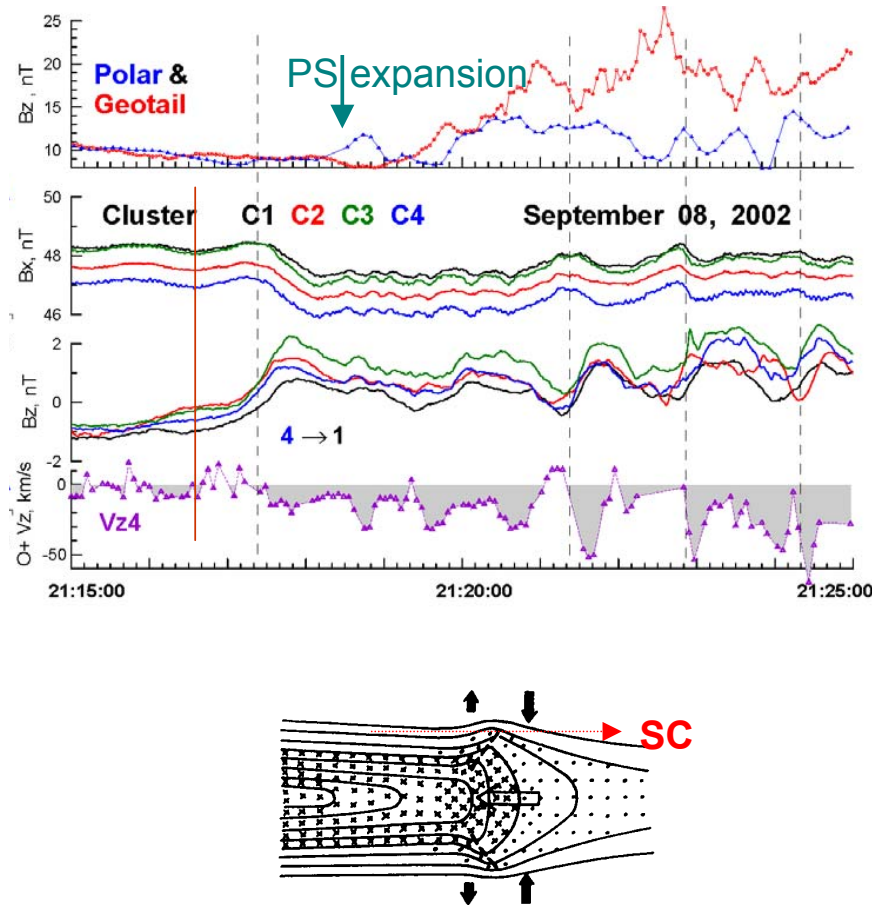 25
20
15
10
Bz , nT
Polar &
Geotail
PS expansion
50
48
46
Bx, nT
Cluster C1 C2 C3 C4 September 08, 2002
2
0
-2
Bz, nT
4 → 1
0
-50
O+ Vz, km/s
Vz4
21:15:00 21:20:00 21:25:00
SC